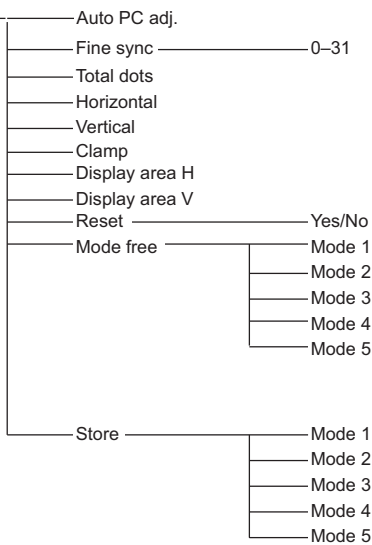 Auto PC adj.
Fine sync 0–31
Total dots
Horizontal
Vertical
Clamp
Display area H
Display area V
Reset Yes/No
Mode free Mode 1
Mode 2
Mode 3
Mode 4
Mode 5
Store Mode 1
Mode 2
Mode 3
Mode 4
Mode 5